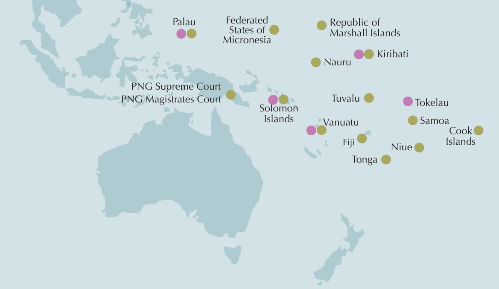 Palau
Federated
States of
Micronesia
Republic of
Marshall Islands
Nauru
Kiribati
PNG Supreme Court
PNG Magistrates Court
Solomon
Islands
Tuvalu
Tokelau
Vanuatu
Fiji
Samoa
Cook
Islands
Niue
Tonga